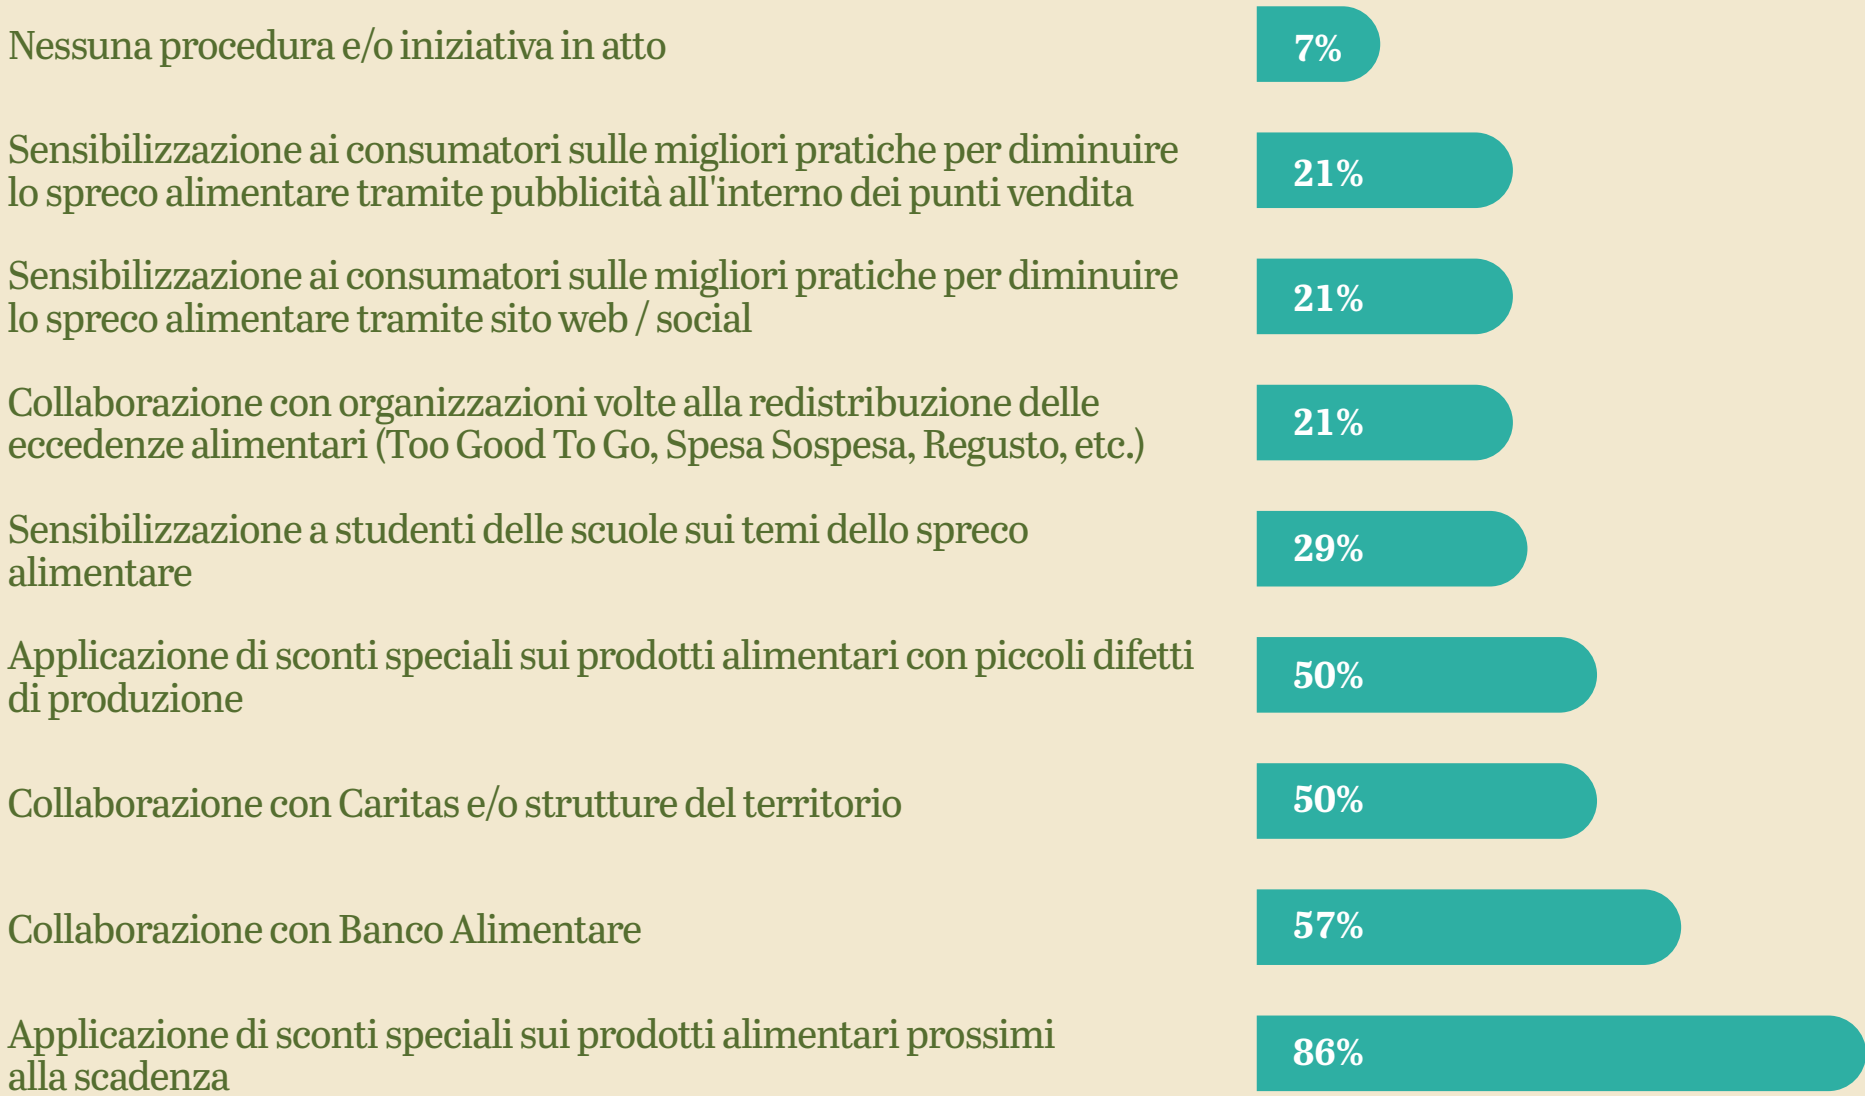 Nessuna procedura e/o iniziativa in atto
7%
Sensibilizzazione ai consumatori sulle migliori pratiche per diminuire
lo spreco alimentare tramite pubblicità all'interno dei punti vendita
21%
Sensibilizzazione ai consumatori sulle migliori pratiche per diminuire
lo spreco alimentare tramite sito web / social
21%
Collaborazione con organizzazioni volte alla redistribuzione delle
eccedenze alimentari (Too Good To Go, Spesa Sospesa, Regusto, etc.)
21%
Sensibilizzazione a studenti delle scuole sui temi dello spreco
alimentare
29%
Applicazione di sconti speciali sui prodotti alimentari con piccoli difetti
di produzione
50%
Collaborazione con Caritas e/o strutture del territorio
50%
Collaborazione con Banco Alimentare
57%
Applicazione di sconti speciali sui prodotti alimentari prossimi
alla scadenza
86%